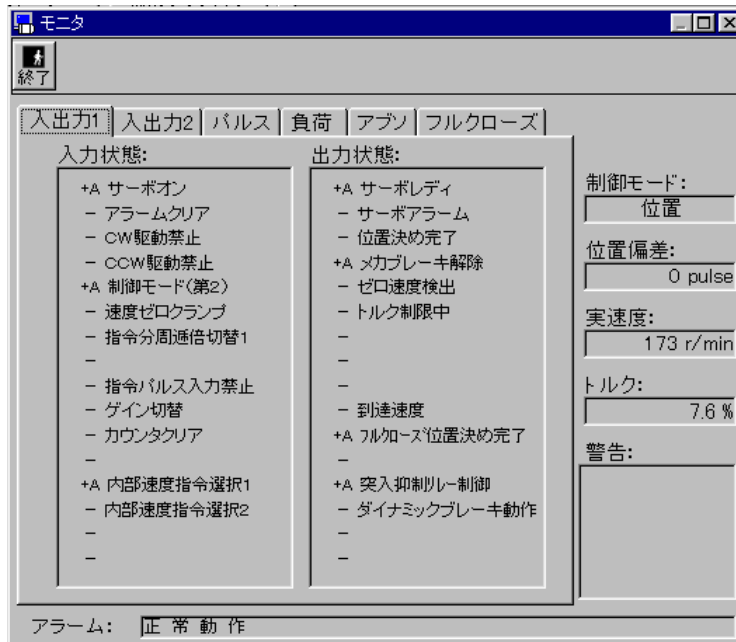 モニタ
終了
入出力1 入出力2 パルス 負荷 アブソ フルクローズ
入力状態:
+A サーボオン
− アラームクリア
− CW駆動禁止
− CCW駆動禁止
+A 制御モード(第2)
− 速度ゼロクランプ
− 指令分周逓倍切替1
−
− 指令パルス入力禁止
− ゲイン切替
− カウンタクリア
−
+A 内部速度指令選択1
− 内部速度指令選択2
−
−
出力状態:
+A サーボレディ
− サーボアラーム
− 位置決め完了
+A メカブレーキ解除
− ゼロ速度検出
− トルク制限中
−
−
−
− 到達速度
+A フルクローズ位置決め完了
−
+A 突入抑制リレー制御
− ダイナミックブレーキ動作
−
−
制御モード:
位置
位置偏差:
0 pulse
実速度:
173 r/min
トルク:
7.6 %
警告:
アラーム: 正常動作